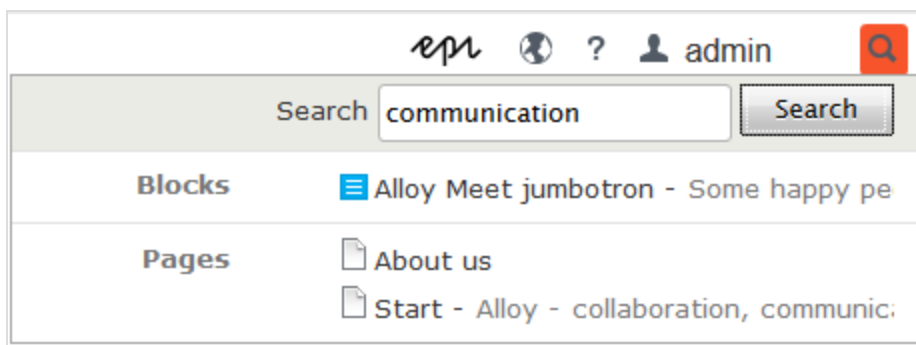 epi ? admin
Search communication Search
Blocks Alloy Meet jumbotron - Some happy pe
Pages About us
Start - Alloy - collaboration, communic